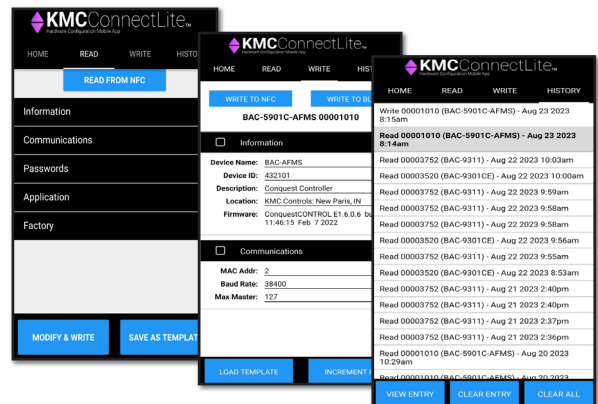 KMCConnectLite™
Hardware Configuration Mobile App
HOME READ WRITE HISTO
READ FROM NFC
Information
Communications
Passwords
Application
Factory
MODIFY & WRITE SAVE AS TEMPLAT
KMCConnectLite™
Hardware Configuration Mobile App
HOME READ WRITE HIST
WRITE TO NFC WRITE TO BL
BAC-5901C-AFMS 00001010
Information
Device Name: BAC-AFMS
Device ID: 432101
Description: Conquest Controller
Location: KMC Controls: New Paris, IN
Firmware: ConquestCONTROL E1.6.0.6 bu
11:46:15 Feb 7 2022
Communications
MAC Addr: 2
Baud Rate: 38400
Max Master: 127
LOAD TEMPLATE INCREMENT
KMCConnectLite™
Hardware Configuration Mobile App
HOME READ WRITE HISTORY
Write 00001010 (BAC-5901C-AFMS) - Aug 23 2023
8:15am
Read 00001010 (BAC-5901C-AFMS) - Aug 23 2023
8:14am
Read 00003752 (BAC-9311) - Aug 22 2023 10:03am
Read 00003520 (BAC-9301CE) - Aug 22 2023 10:00am
Read 00003752 (BAC-9311) - Aug 22 2023 9:59am
Read 00003752 (BAC-9311) - Aug 22 2023 9:58am
Read 00003752 (BAC-9311) - Aug 22 2023 9:58am
Read 00003520 (BAC-9301CE) - Aug 22 2023 9:56am
Read 00003752 (BAC-9311) - Aug 22 2023 9:55am
Read 00003520 (BAC-9301CE) - Aug 22 2023 8:53am
Read 00003752 (BAC-9311) - Aug 21 2023 2:40pm
Read 00003752 (BAC-9311) - Aug 21 2023 2:40pm
Read 00003752 (BAC-9311) - Aug 21 2023 2:37pm
Read 00003752 (BAC-9311) - Aug 21 2023 2:36pm
Read 00001010 (BAC-5901C-AFMS) - Aug 20 2023
10:29am
Read 00001010 (BAC-5901C-AFMS) - Aug 20 2023
VIEW ENTRY CLEAR ENTRY CLEAR ALL